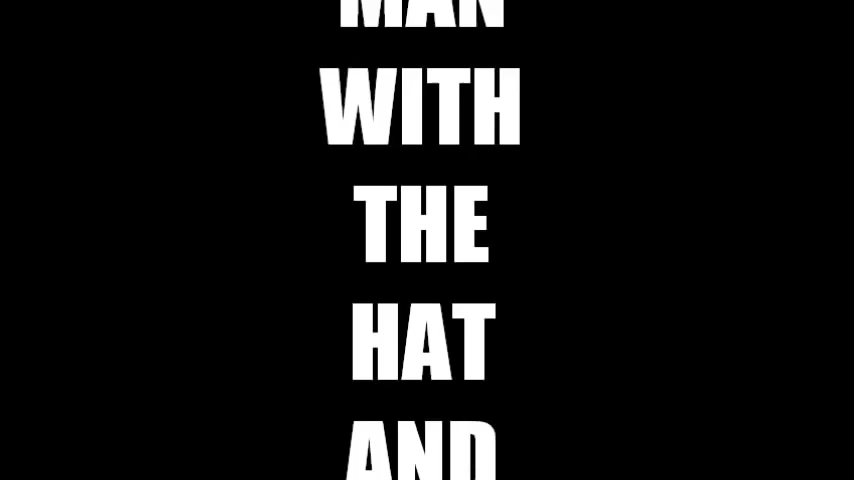 MAN
WITH
THE
HAT
AND